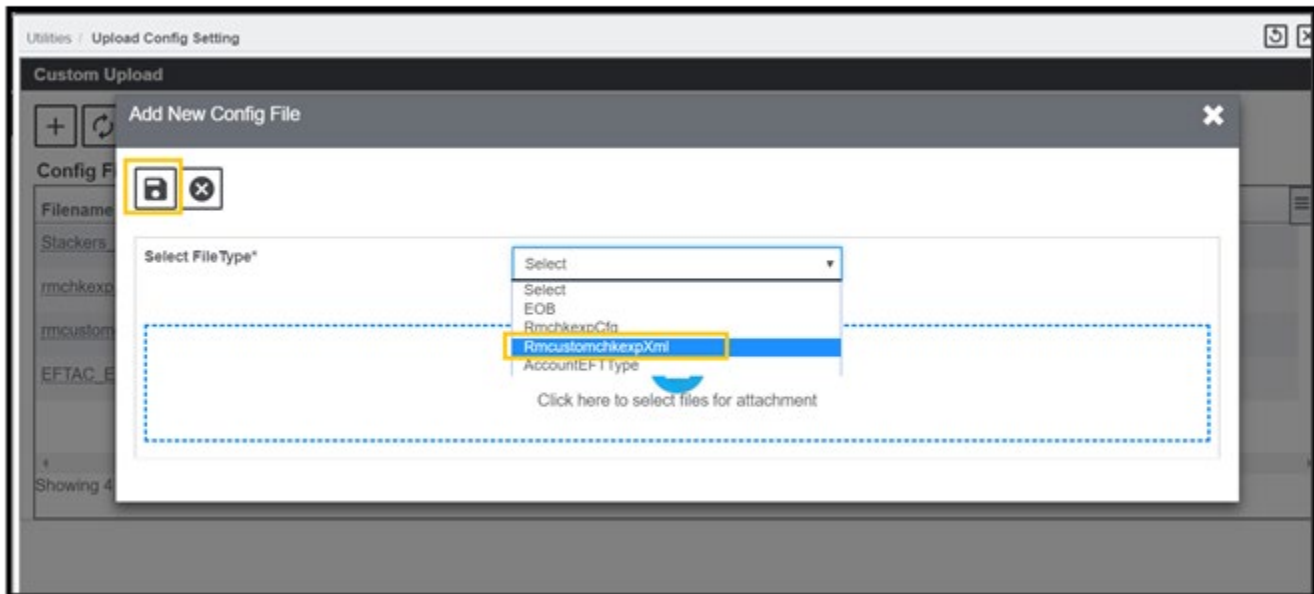 Utilities / Upload Config Setting
Custom Upload
Add New Config File
Config F
Filename
Stackers_
Select FileType*
Select
rmchkexp
Select
EOB
RmchkexpCfg
rmcustom
RmcustomchkexpXml
AccountEFTType
EFTAC_E
Click here to select files for attachment
Showing 4